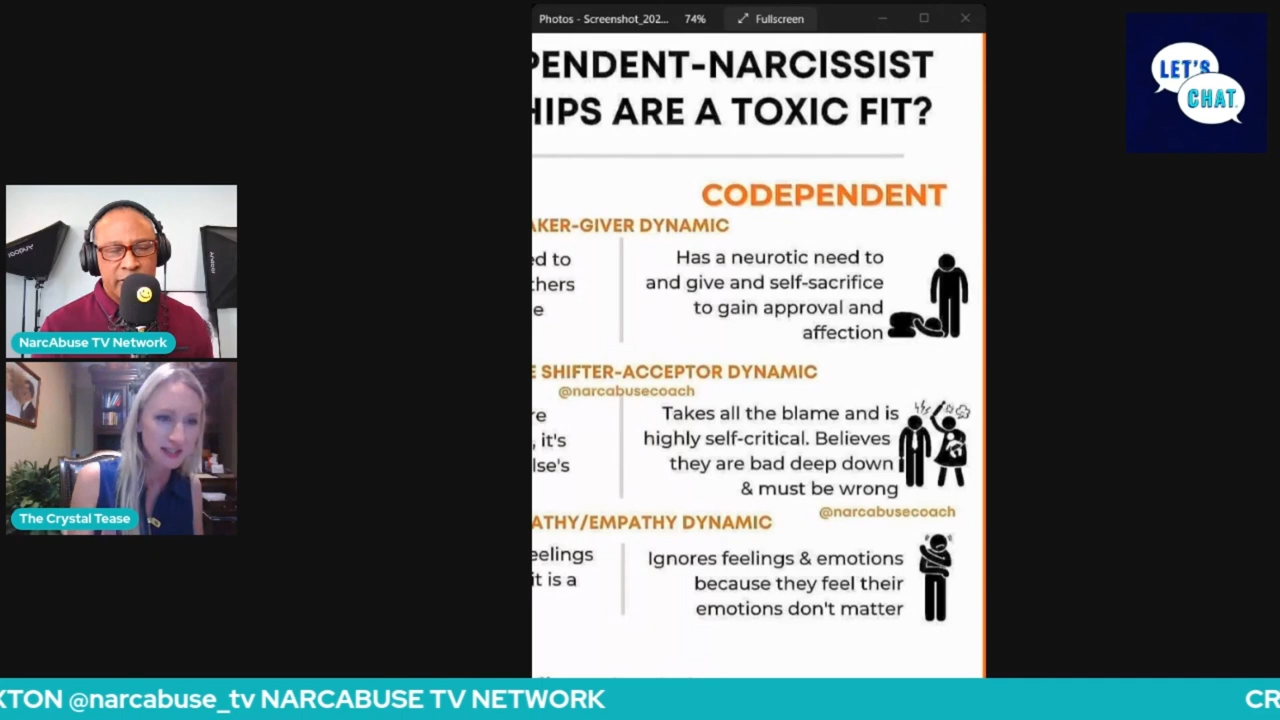 Photos - Screenshot_202... 74% Fullscreen
PENDENT-NARCISSIST
HIPS ARE A TOXIC FIT?
CODEPENDENT
AKER-GIVER DYNAMIC
ed to
thers
e
Has a neurotic need to
and give and self-sacrifice
to gain approval and
affection
E SHIFTER-ACCEPTOR DYNAMIC
@narcabusecoach
re
, it's
lse's
Takes all the blame and is
highly self-critical. Believes
they are bad deep down
& must be wrong
@narcabusecoach
ATHY/EMPATHY DYNAMIC
eelings
it is a
Ignores feelings & emotions
because they feel their
emotions don't matter
LET'S
CHAT
NarcAbuse TV Network
The Crystal Tease
XTON @narcabuse_tv NARCABUSE TV NETWORK
CR